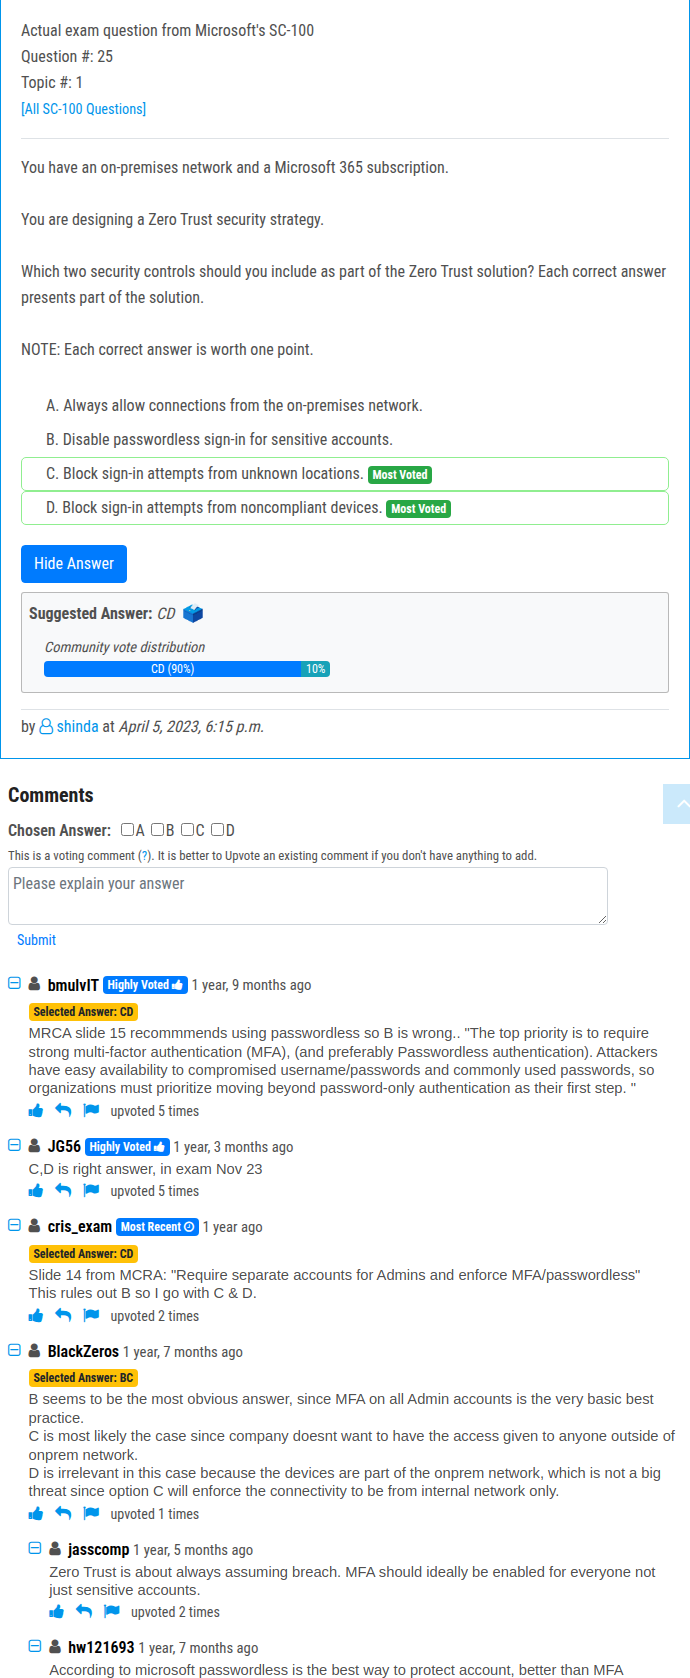 Actual exam question from Microsoft's SC-100
Question #: 25
Topic #: 1
[All SC-100 Questions]
You have an on-premises network and a Microsoft 365 subscription.
You are designing a Zero Trust security strategy.
Which two security controls should you include as part of the Zero Trust solution? Each correct answer
presents part of the solution.
NOTE: Each correct answer is worth one point.
A. Always allow connections from the on-premises network.
B. Disable passwordless sign-in for sensitive accounts.
C. Block sign-in attempts from unknown locations. Most Voted
D. Block sign-in attempts from noncompliant devices. Most Voted
Hide Answer
Suggested Answer: CD
Community vote distribution
CD (90%) 10%
by shinda at April 5, 2023, 6:15 p.m.
Comments
Chosen Answer: A B C D
This is a voting comment (?). It is better to Upvote an existing comment if you don't have anything to add.
Please explain your answer
Submit
bmulvIT Highly Voted 1 year, 9 months ago
Selected Answer: CD
MRCA slide 15 recommmends using passwordless so B is wrong.. "The top priority is to require
strong multi-factor authentication (MFA), (and preferably Passwordless authentication). Attackers
have easy availability to compromised username/passwords and commonly used passwords, so
organizations must prioritize moving beyond password-only authentication as their first step. "
upvoted 5 times
JG56 Highly Voted 1 year, 3 months ago
C,D is right answer, in exam Nov 23
upvoted 5 times
cris_exam Most Recent 1 year ago
Selected Answer: CD
Slide 14 from MCRA: "Require separate accounts for Admins and enforce MFA/passwordless"
This rules out B so I go with C & D.
upvoted 2 times
BlackZeros 1 year, 7 months ago
Selected Answer: BC
B seems to be the most obvious answer, since MFA on all Admin accounts is the very basic best
practice.
C is most likely the case since company doesnt want to have the access given to anyone outside of
onprem network.
D is irrelevant in this case because the devices are part of the onprem network, which is not a big
threat since option C will enforce the connectivity to be from internal network only.
upvoted 1 times
jasscomp 1 year, 5 months ago
Zero Trust is about always assuming breach. MFA should ideally be enabled for everyone not
just sensitive accounts.
upvoted 2 times
hw121693 1 year, 7 months ago
According to microsoft passwordless is the best way to protect account, better than MFA